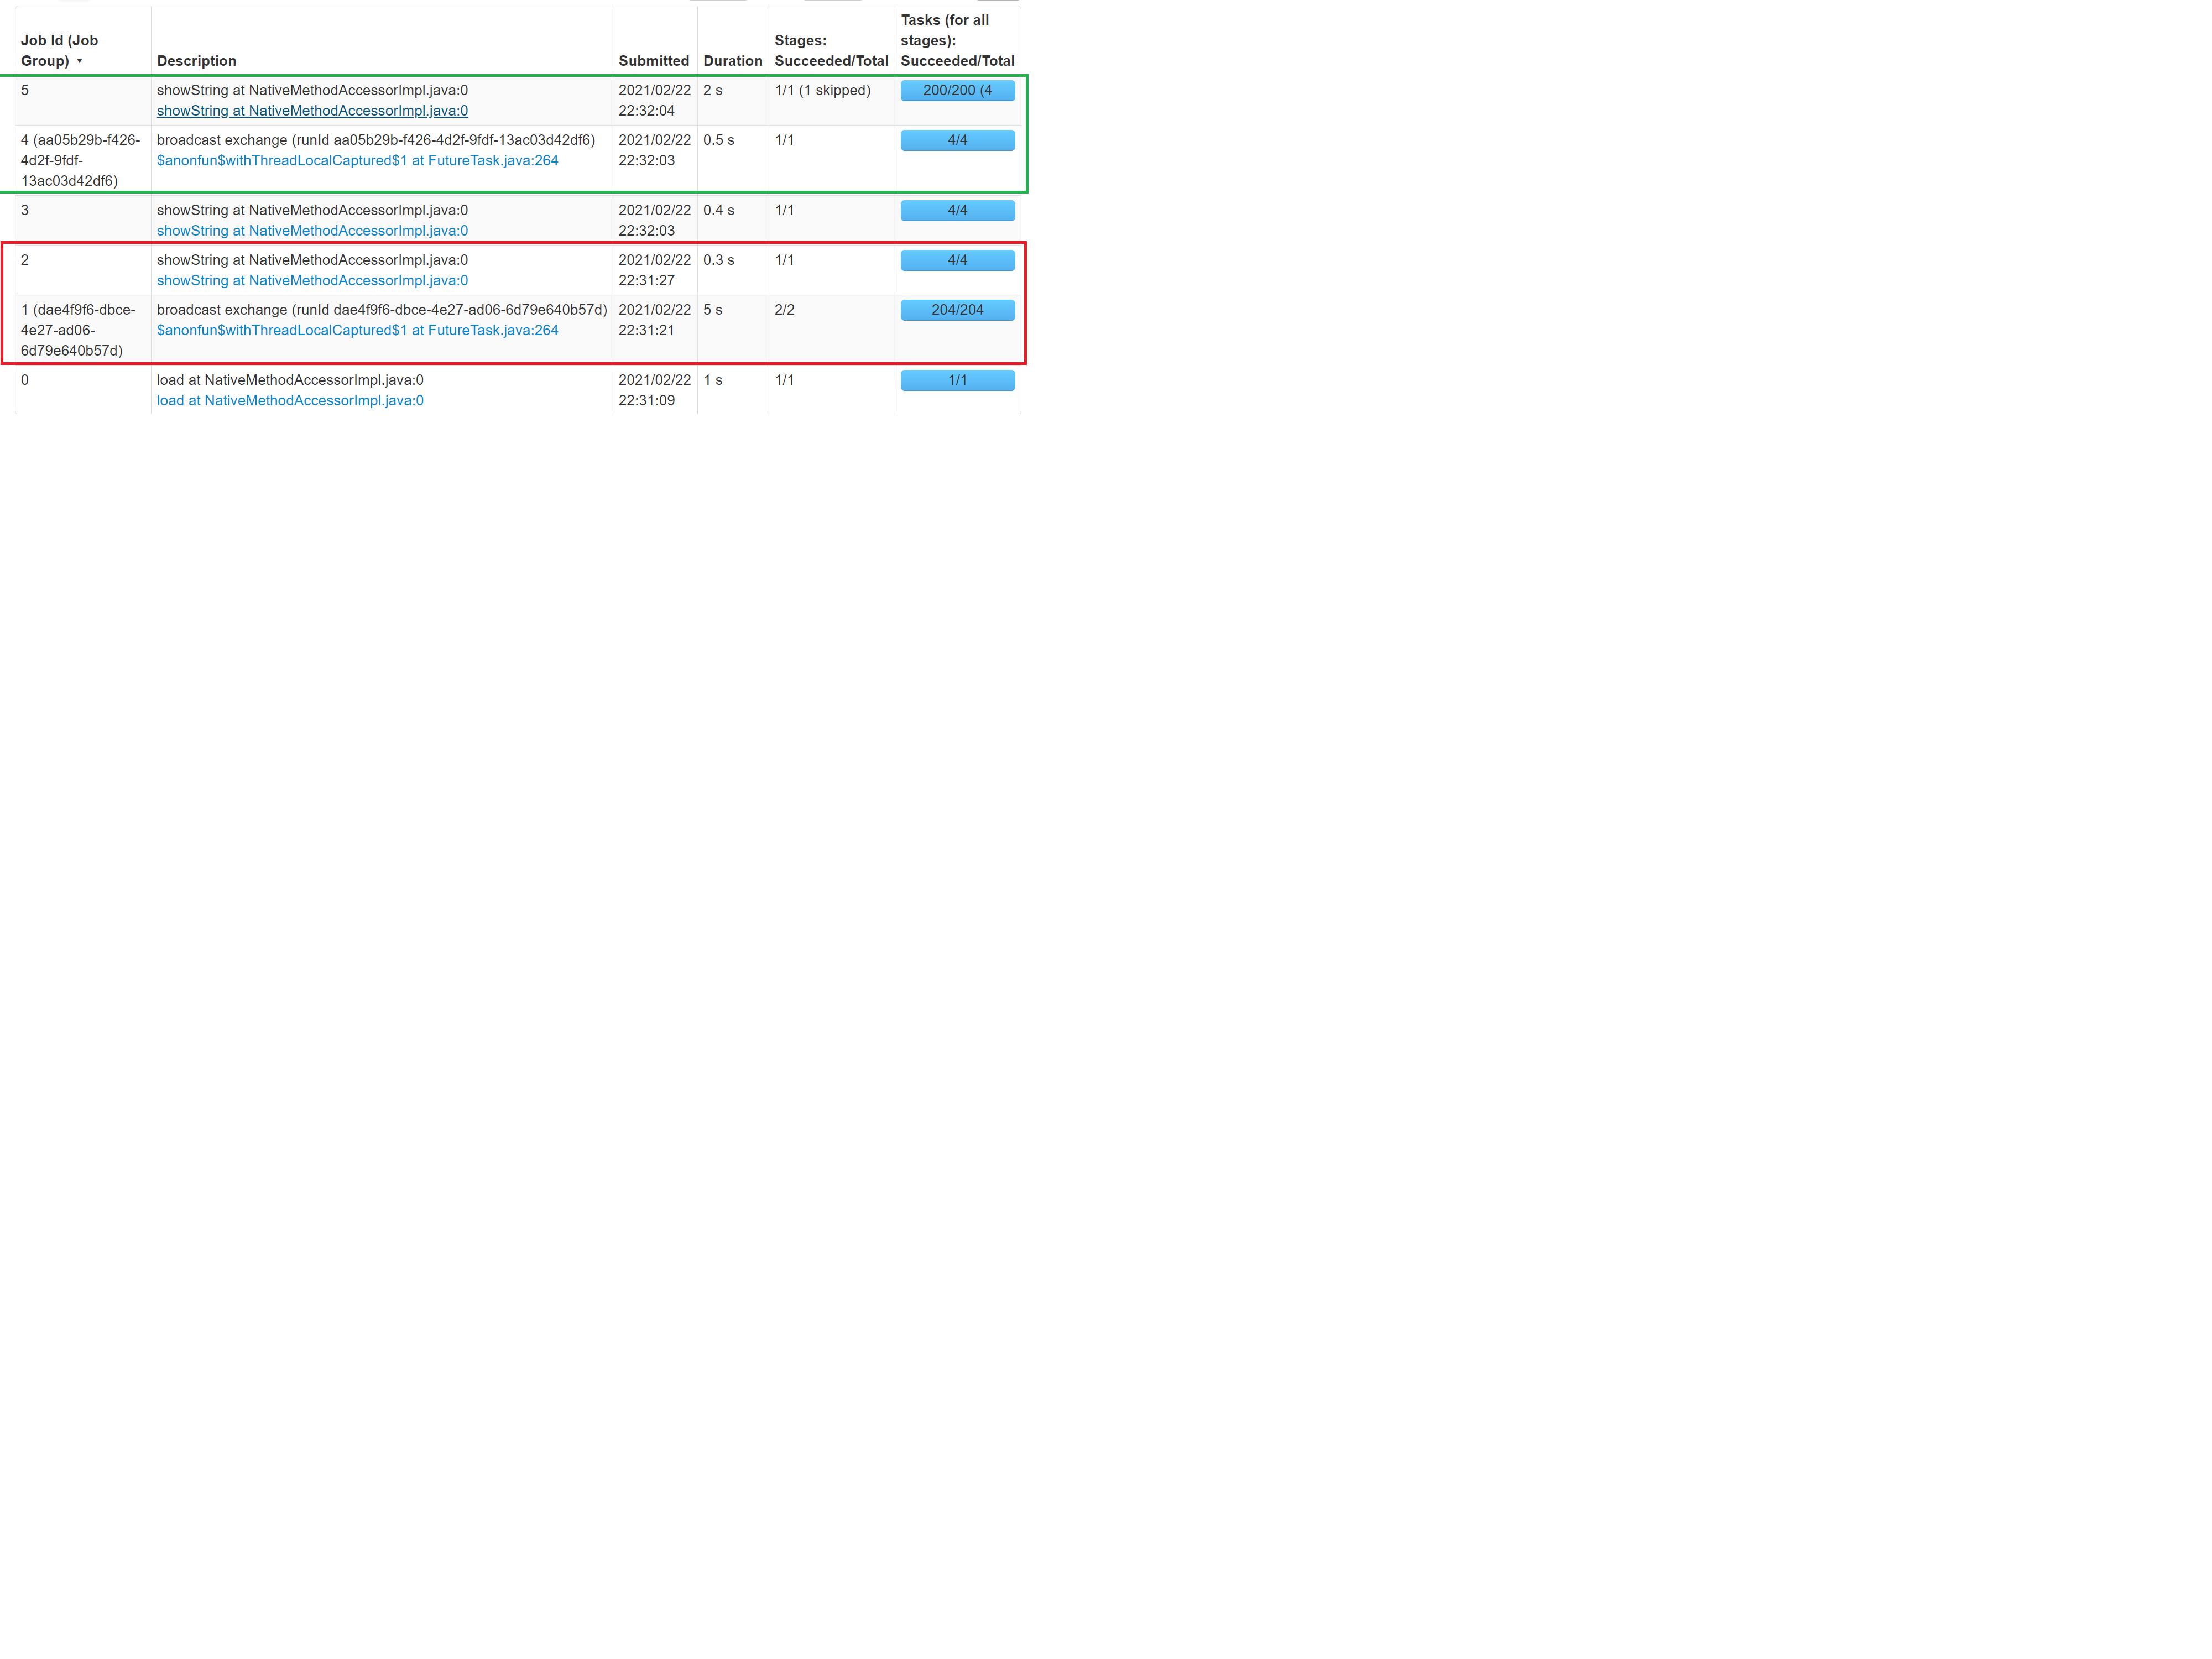 Job Id (Job Group) ▼ Description Submitted Duration Stages: Succeeded/Total Tasks (for all stages): Succeeded/Total
5
showString at NativeMethodAccessorImpl.java:0
showString at NativeMethodAccessorImpl.java:0
2021/02/22
22:32:04
2 s
1/1 (1 skipped)
200/200 (4
4 (aa05b29b-f426-
4d2f-9fdf-
13ac03d42df6)
broadcast exchange (runId aa05b29b-f426-4d2f-9fdf-13ac03d42df6)
$anonfun$withThreadLocalCaptured$1 at FutureTask.java:264
2021/02/22
22:32:03
0.5 s
1/1
4/4
3
showString at NativeMethodAccessorImpl.java:0
showString at NativeMethodAccessorImpl.java:0
2021/02/22
22:32:03
0.4 s
1/1
4/4
2
showString at NativeMethodAccessorImpl.java:0
showString at NativeMethodAccessorImpl.java:0
2021/02/22
22:31:27
0.3 s
1/1
4/4
1 (dae4f9f6-dbce-
4e27-ad06-
6d79e640b57d)
broadcast exchange (runId dae4f9f6-dbce-4e27-ad06-6d79e640b57d)
$anonfun$withThreadLocalCaptured$1 at FutureTask.java:264
2021/02/22
22:31:21
5 s
2/2
204/204
0
load at NativeMethodAccessorImpl.java:0
load at NativeMethodAccessorImpl.java:0
2021/02/22
22:31:09
1 s
1/1
1/1